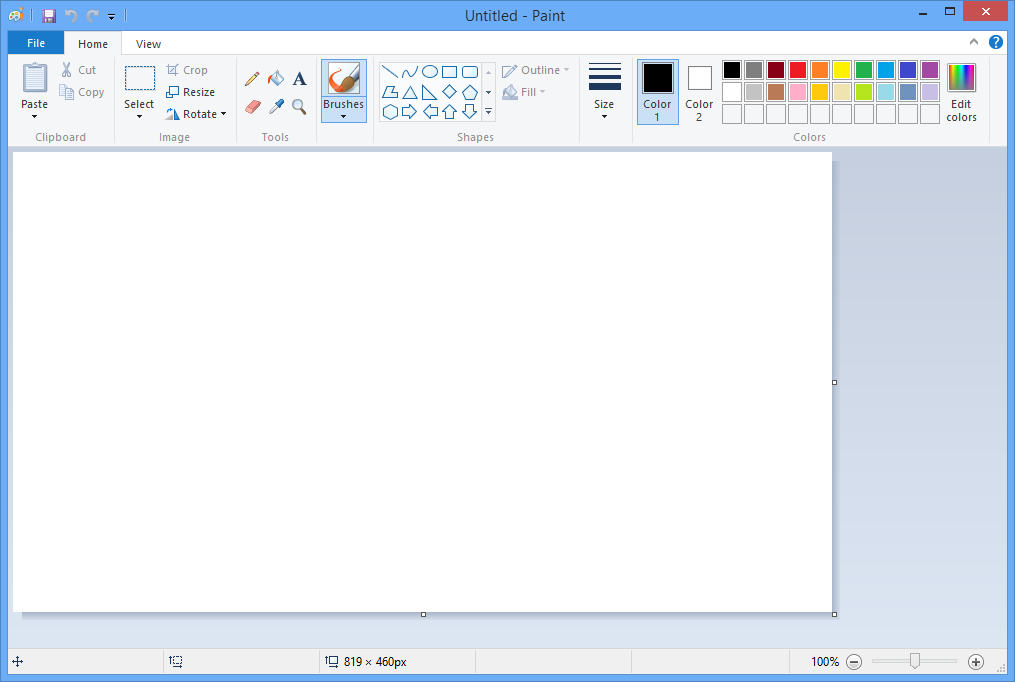 Untitled - Paint
File Home View
Paste
Cut
Copy
Clipboard
Select
Crop
Resize
Rotate
Image
A
Tools
Brushes
Outline
Fill
Shapes
Size
Color
1
Color
2
Edit
colors
Colors
819 × 460px
100%